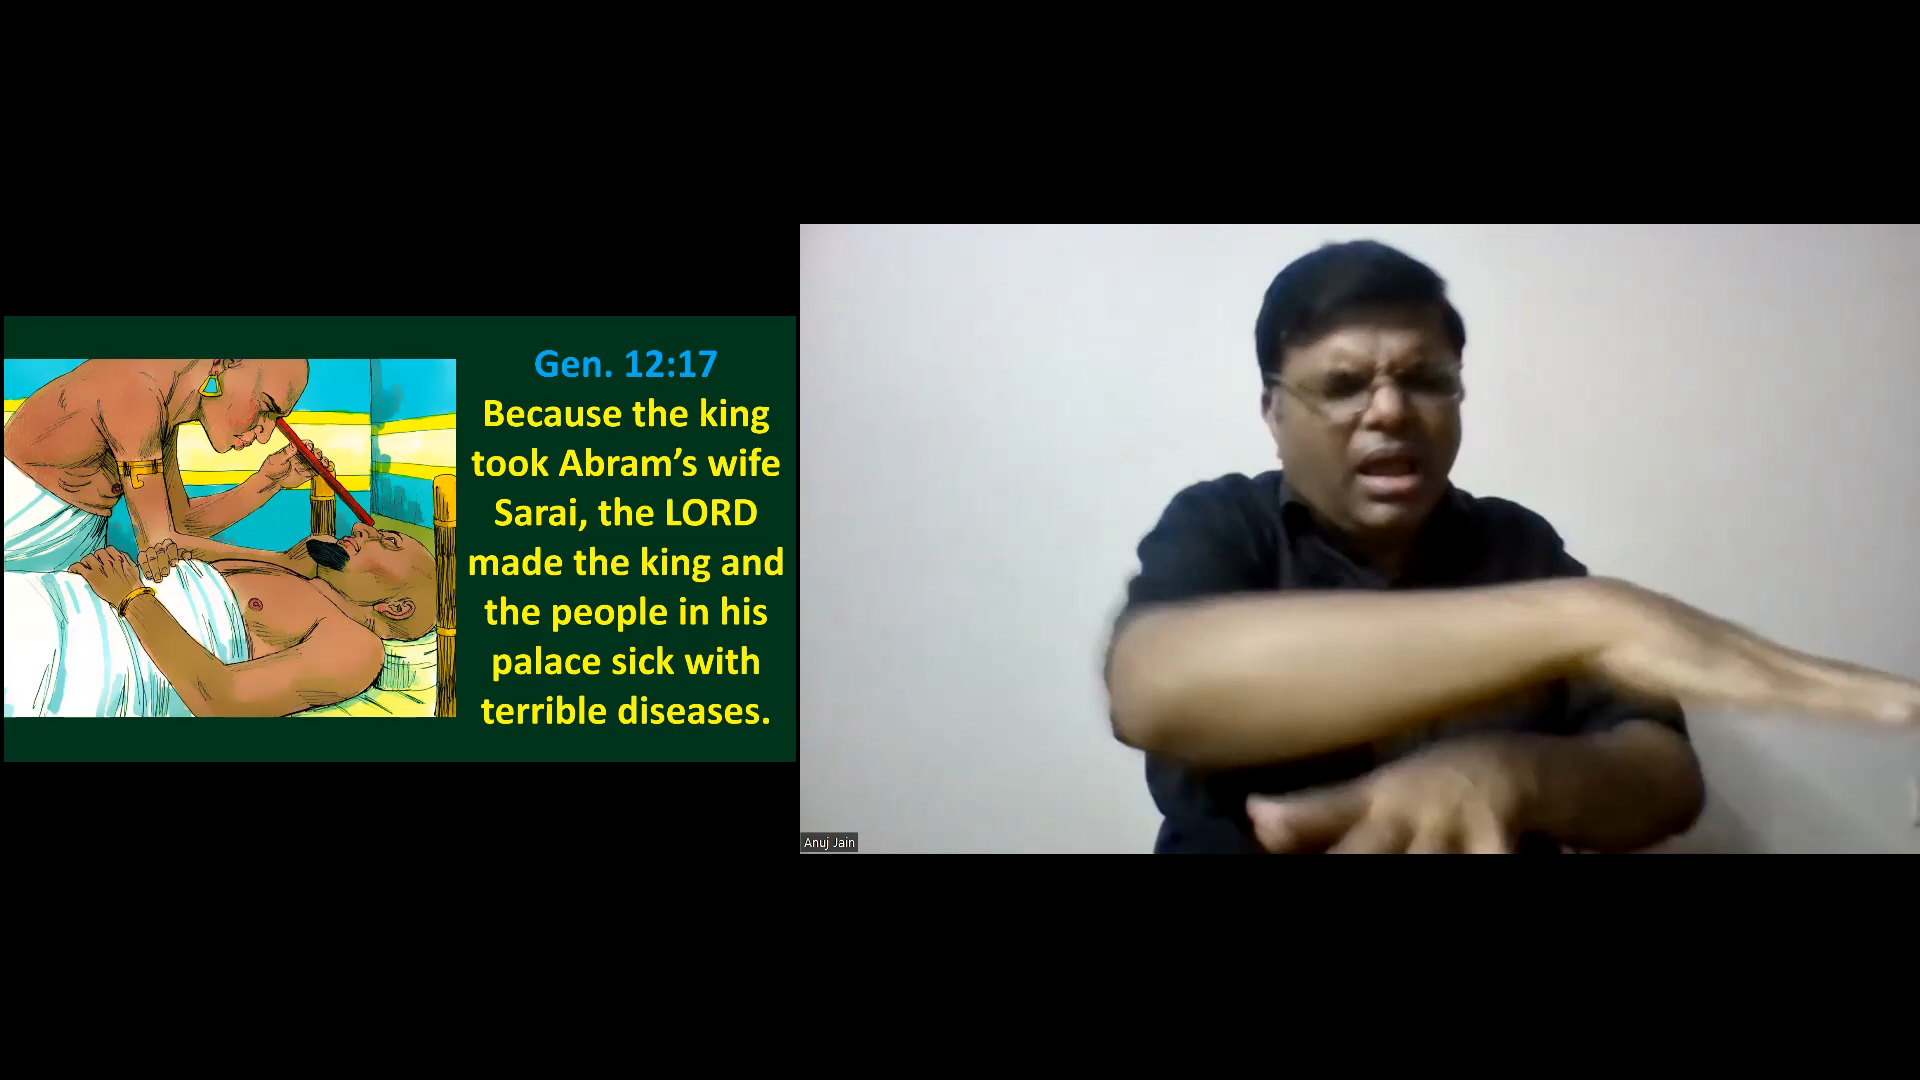 Gen. 12:17
Because the king
took Abram’s wife
Sarai, the LORD
made the king and
the people in his
palace sick with
terrible diseases.
Anuj Jain